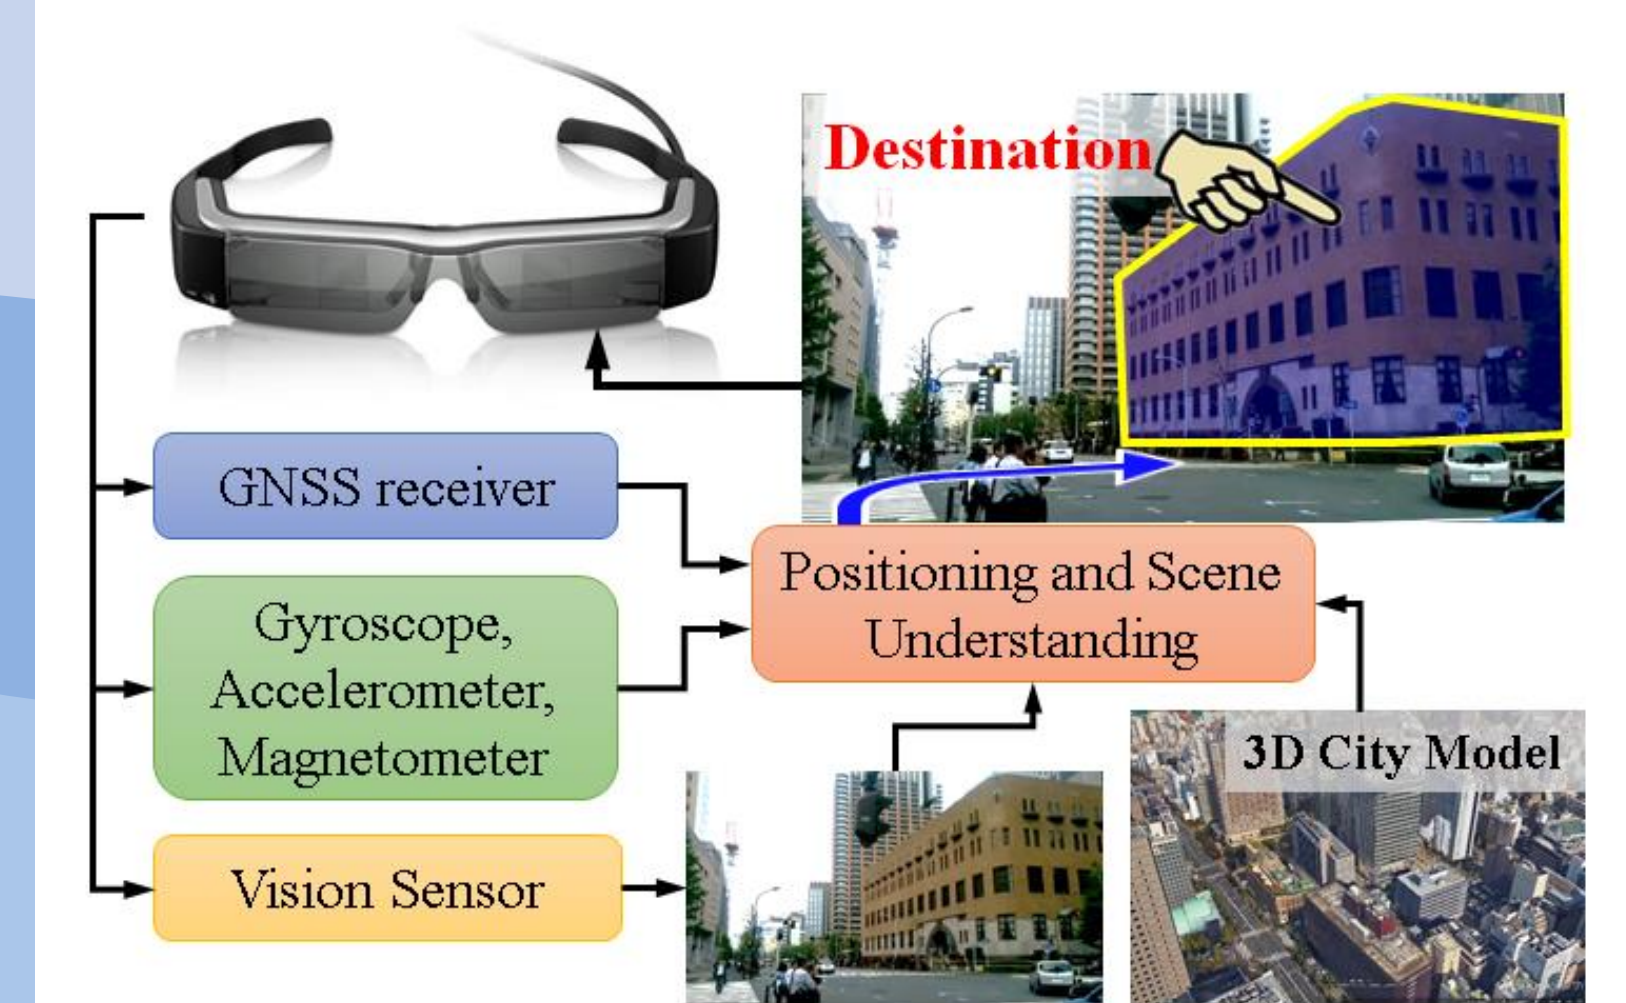 Destination
GNSS receiver
Positioning and Scene
Understanding
Gyroscope,
Accelerometer,
Magnetometer
3D City Model
Vision Sensor